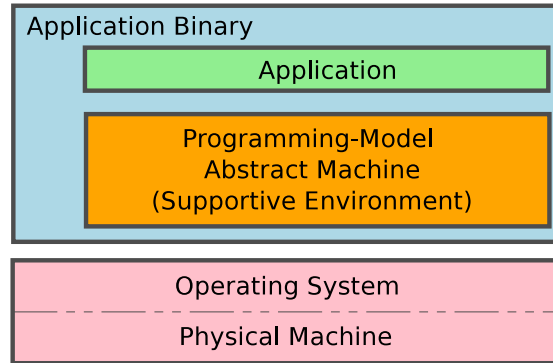 Application Binary
Application
Programming-Model
Abstract Machine
(Supportive Environment)
Operating System
Physical Machine